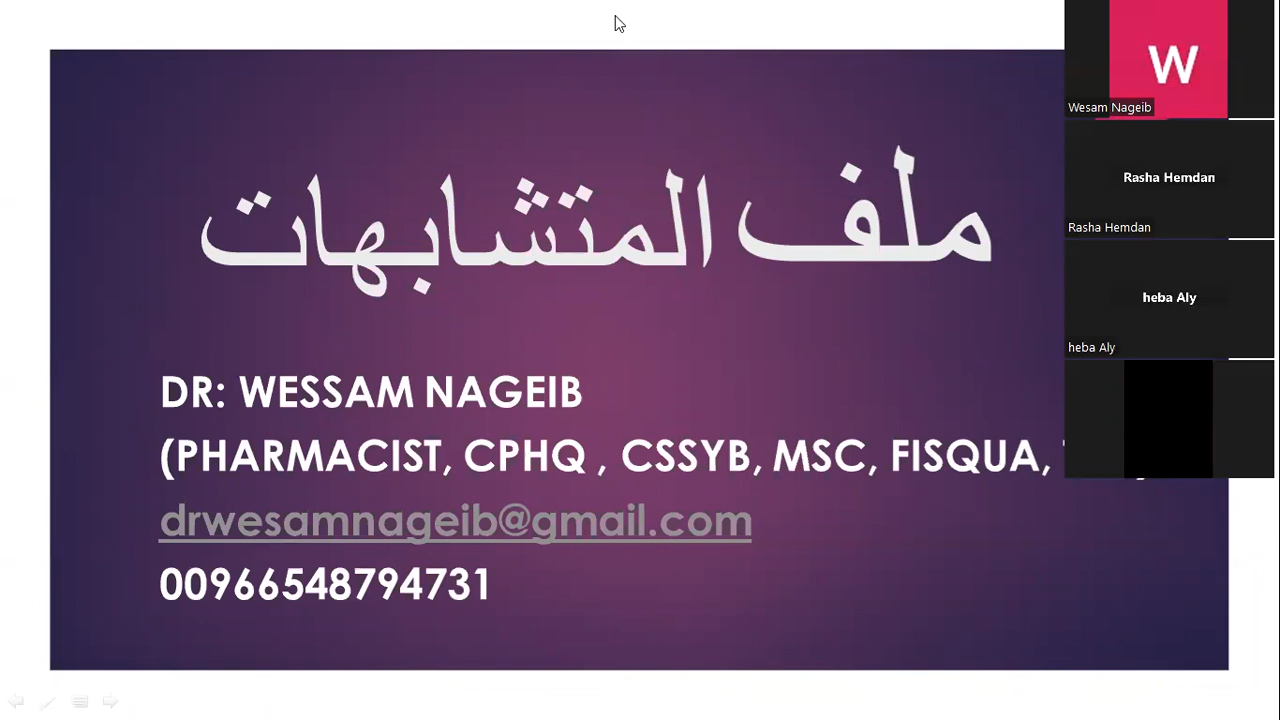 ملف المتشابهات
DR: WESSAM NAGEIB
(PHARMACIST, CPHQ , CSSYB, MSC, FISQUA,
drwesamnageib@gmail.com
00966548794731
W
Wesam Nageib
Rasha Hemdan
Rasha Hemdan
heba Aly
heba Aly